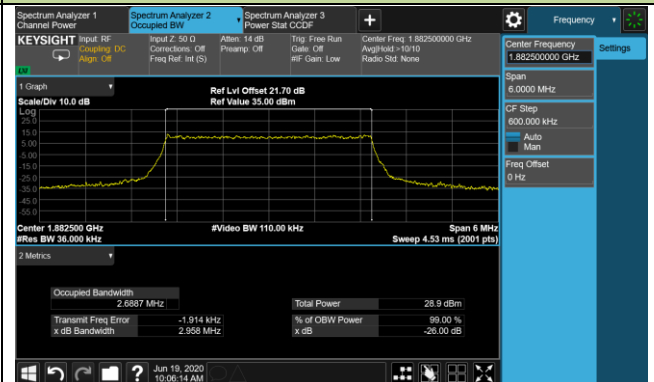 Spectrum Analyzer 1
Channel Power
Spectrum Analyzer 2
Occupied BW
Spectrum Analyzer 3
Power Stat CCDF
Frequency
KEYSIGHT
Input: RF
Coupling: DC
Align: Off
Input Z: 50 Ω
Corrections: Off
Freq Ref: Int (S)
Atten: 14 dB
Preamp: Off
Trig: Free Run
Gate: Off
#IF Gain: Low
Center Freq: 1.882500000 GHz
Avg|Hold:>10/10
Radio Std: None
Center Frequency
1.882500000 GHz
Settings
Span
6.0000 MHz
CF Step
600.000 kHz
Auto
Man
Freq Offset
0 Hz
1 Graph
Scale/Div 10.0 dB
Ref Lvl Offset 21.70 dB
Ref Value 35.00 dBm
Log
25.0
15.0
5.00
-5.00
-15.0
-25.0
-35.0
-45.0
-55.0
Center 1.882500 GHz
#Res BW 36.000 kHz
#Video BW 110.00 kHz
Span 6 MHz
Sweep 4.53 ms (2001 pts)
2 Metrics
Occupied Bandwidth
2.6887 MHz
Total Power 28.9 dBm
Transmit Freq Error -1.914 kHz
% of OBW Power 99.00 %
x dB Bandwidth 2.958 MHz
x dB -26.00 dB
Jun 19, 2020
10:06:14 AM